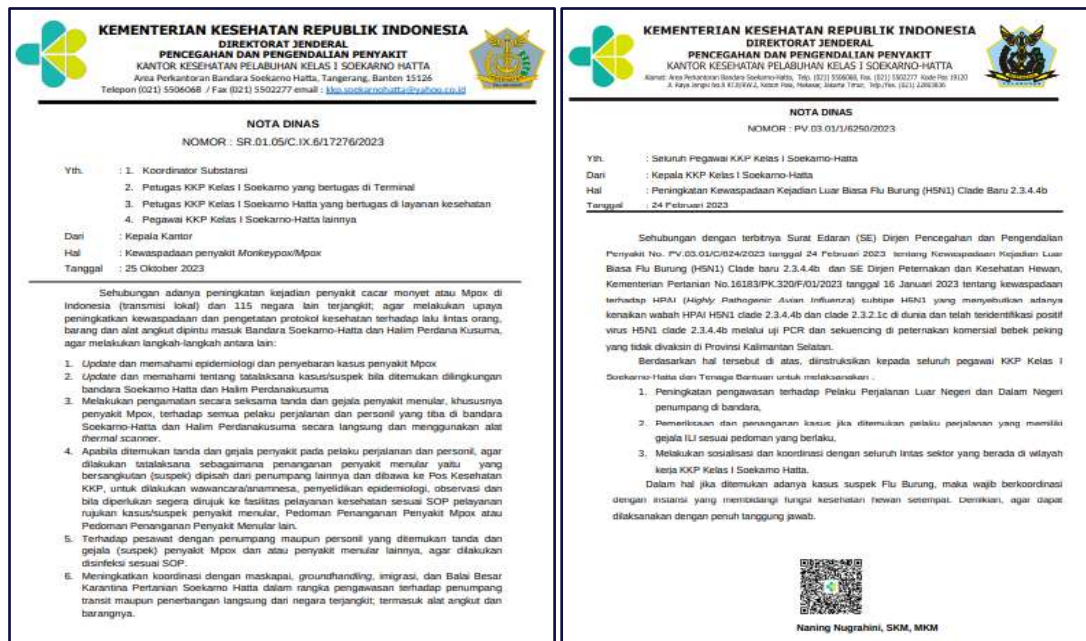 KEMENTERIAN KESEHATAN REPUBLIK INDONESIA
DIREKTORAT JENDERAL
PENCEGAHAN DAN PENGENDALIAN PENYAKIT
KANTOR KESEHATAN PELABUHAN KELAS I SOEKARNO HATTA
Area Perkantoran Bandara Soekarno Hatta, Tangerang, Banten 15126
Telepon (021) 5506068 / Fax (021) 5502277 email : kkp.soekarnohatta@yahoo.co.id
NOTA DINAS
NOMOR : SR.01.05/C.IX.6/17276/2023
Yth. : 1. Koordinator Substansi
2. Petugas KKP Kelas I Soekarno yang bertugas di Terminal
3. Petugas KKP Kelas I Soekarno Hatta yang bertugas di layanan kesehatan
4. Pegawai KKP Kelas I Soekarno-Hatta lainnya
Dari : Kepala Kantor
Hal : Kewaspadaan penyakit Monkeypox/Mpox
Tanggal : 25 Oktober 2023
Sehubungan adanya peningkatan kejadian penyakit cacar monyet atau Mpox di
Indonesia (transmisi lokal) dan 115 negara lain terjangkit; agar melakukan upaya
peningkatkan kewaspadaan dan pengetatan protokol kesehatan terhadap lalu lintas orang,
barang dan alat angkut dipintu masuk Bandara Soekarno-Hatta dan Halim Perdana Kusuma,
agar melakukan langkah-langkah antara lain:
1. Update dan memahami epidemiologi dan penyebaran kasus penyakit Mpox
2. Update dan memahami tentang tatalaksana kasus/suspek bila ditemukan dilingkungan
bandara Soekarno Hatta dan Halim Perdanakusuma
3. Melakukan pengamatan secara seksama tanda dan gejala penyakit menular, khususnya
penyakit Mpox, terhadap semua pelaku perjalanan dan personil yang tiba di bandara
Soekarno-Hatta dan Halim Perdanakusuma secara langsung dan menggunakan alat
thermal scanner.
4. Apabila ditemukan tanda dan gejala penyakit pada pelaku perjalanan dan personil, agar
dilakukan tatalaksana sebagaimana penanganan penyakit menular yaitu yang
bersangkutan (suspek) dipisah dari penumpang lainnya dan dibawa ke Pos Kesehatan
KKP, untuk dilakukan wawancara/anamnesa, penyelidikan epidemiologi, observasi dan
bila diperlukan segera dirujuk ke fasilitas pelayanan kesehatan sesuai SOP pelayanan
rujukan kasus/suspek penyakit menular, Pedoman Penanganan Penyakit Mpox atau
Pedoman Penanganan Penyakit Menular lain.
5. Terhadap pesawat dengan penumpang maupun personil yang ditemukan tanda dan
gejala (suspek) penyakit Mpox dan atau penyakit menular lainnya, agar dilakukan
disinfeksi sesuai SOP.
6. Meningkatkan koordinasi dengan maskapai, groundhandling, imigrasi, dan Balai Besar
Karantina Pertanian Soekarno Hatta dalam rangka pengawasan terhadap penumpang
transit maupun penerbangan langsung dari negara terjangkit; termasuk alat angkut dan
barangnya.
KEMENTERIAN KESEHATAN REPUBLIK INDONESIA
DIREKTORAT JENDERAL
PENCEGAHAN DAN PENGENDALIAN PENYAKIT
KANTOR KESEHATAN PELABUHAN KELAS I SOEKARNO-HATTA
Alamat: Area Perkantoran Bandara Soekarno-Hatta, Telp. (021) 5506068, Fax. (021) 5502277 Kode Pos 19120
NOTA DINAS
NOMOR : PV.03.01/1/6250/2023
Yth. : Seluruh Pegawai KKP Kelas I Soekarno-Hatta
Dari : Kepala KKP Kelas I Soekarno-Hatta
Hal : Peningkatan Kewaspadaan Kejadian Luar Biasa Flu Burung (H5N1) Clade Baru 2.3.4.4b
Tanggal : 24 Februari 2023
Sehubungan dengan terbitnya Surat Edaran (SE) Dirjen Pencegahan dan Pengendalian
Penyakit No. PV.03.01/C/824/2023 tanggal 24 Februari 2023 tentang Kewaspadaan Kejadian Luar
Biasa Flu Burung (H5N1) Clade baru 2.3.4.4b dan SE Dirjen Peternakan dan Kesehatan Hewan,
Kementerian Pertanian No.16183/PK.320/F/01/2023 tanggal 16 Januari 2023 tentang kewaspadaan
terhadap HPAI (Highly Pathogenic Avian Influenza) subtipe H5N1 yang menyebutkan adanya
kenaikan wabah HPAI H5N1 clade 2.3.4.4b dan clade 2.3.2.1c di dunia dan telah teridentifikasi positif
virus H5N1 clade 2.3.4.4b melalui uji PCR dan sekuencing di peternakan komersial bebek peking
yang tidak divaksin di Provinsi Kalimantan Selatan.
Berdasarkan hal tersebut di atas, diinstruksikan kepada seluruh pegawai KKP Kelas I
Soekarno-Hatta dan Tenaga Bantuan untuk melaksanakan .
1. Peningkatan pengawasan terhadap Pelaku Perjalanan Luar Negeri dan Dalam Negeri
penumpang di bandara,
2. Pemeriksaan dan penanganan kasus jika ditemukan pelaku perjalanan yang memiliki
gejala ILI sesuai pedoman yang berlaku,
3. Melakukan sosialisasi dan koordinasi dengan seluruh lintas sektor yang berada di wilayah
kerja KKP Kelas I Soekarno Hatta.
Dalam hal jika ditemukan adanya kasus suspek Flu Burung, maka wajib berkoordinasi
dengan instansi yang membidangi fungsi kesehatan hewan setempat. Demikian, agar dapat
dilaksanakan dengan penuh tanggung jawab.
Naning Nugrahini, SKM, MKM